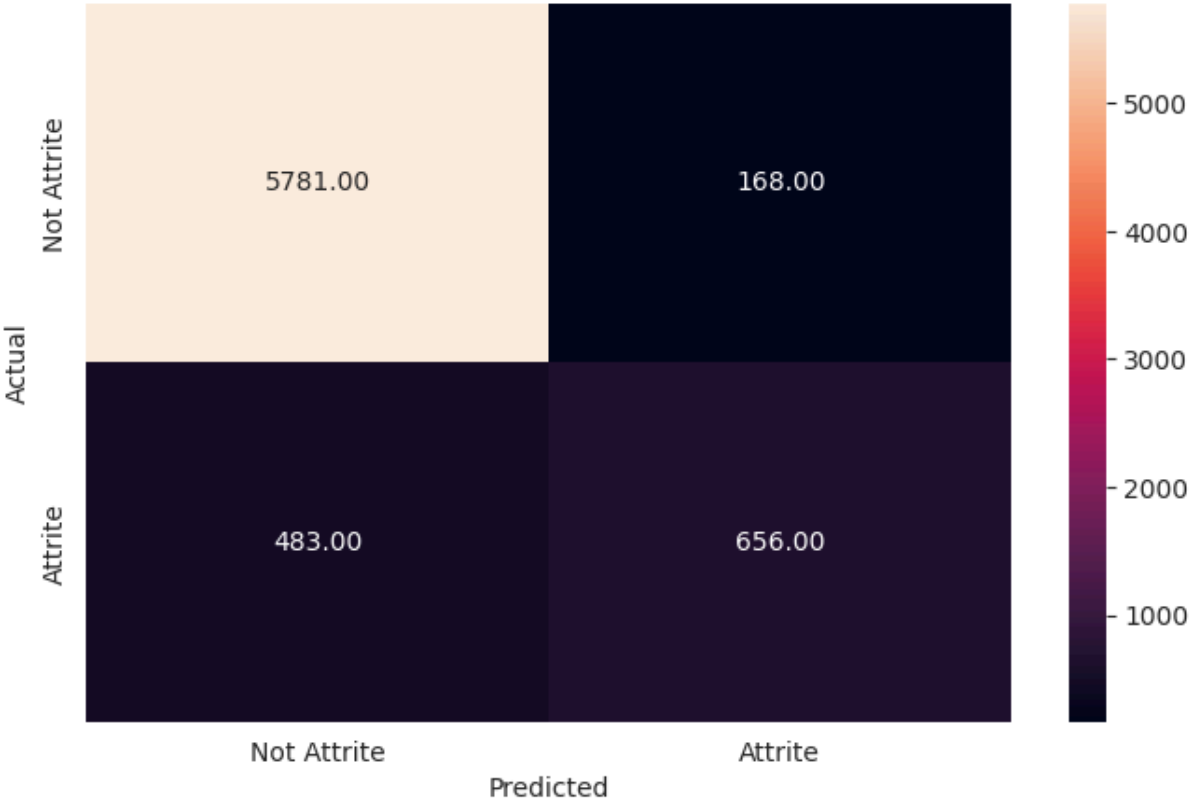 5000
4000
3000
2000
1000
Actual
Not Attrite
Attrite
5781.00
168.00
483.00
656.00
Not Attrite
Attrite
Predicted